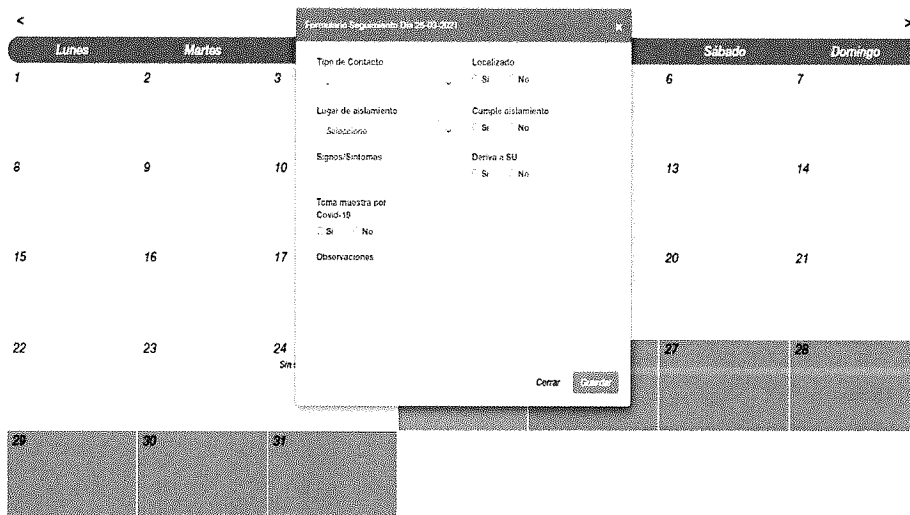 < >
Lunes Martes Sábado Domingo
Formulario Seguimiento Dia 25-03-2021 x
1 2 3 6 7
Tipo de Contacto Localizado
Si No
Lugar de aislamiento Cumple aislamiento
Seleccione Si No
8 9 10 13 14
Signos/Sintomas Deriva a SU
Si No
Toma muestra por
Covid-19
Si No
15 16 17 20 21
Observaciones
22 23 24 27 28
Sin
Cerrar Guardar
29 30 31